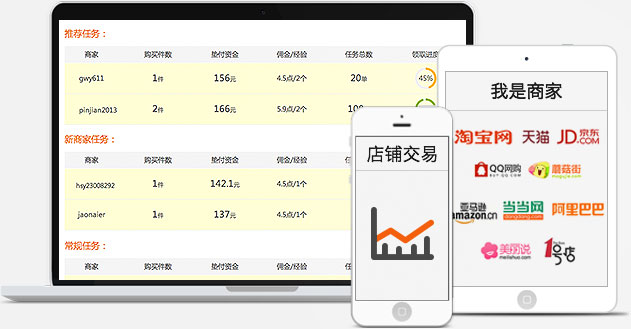 推荐任务：
商家 购买件数 垫付资金 佣金/经验 任务总数 领取进度
gwy611 1件 156元 4.5点/2个 20单 45%
pinjian2013 2件 166元 5.9点/2个
新商家任务：
商家 购买件数 垫付资金 佣金/经验
hsy23008292 1件 142.1元 4.5点/1个
jaonaier 1件 137元 4.5点/1个
常规任务：
商家 购买件数 垫付资金 佣金/经验
店铺交易
我是商家
淘宝网 天猫 JD 京东 .COM
QQ网购 BUY.QQ.COM 蘑菇街 mogujie.com
亚马逊 amazon.cn 当当网 dangdang.com 阿里巴巴
美丽说 meilishuo.com 1号店